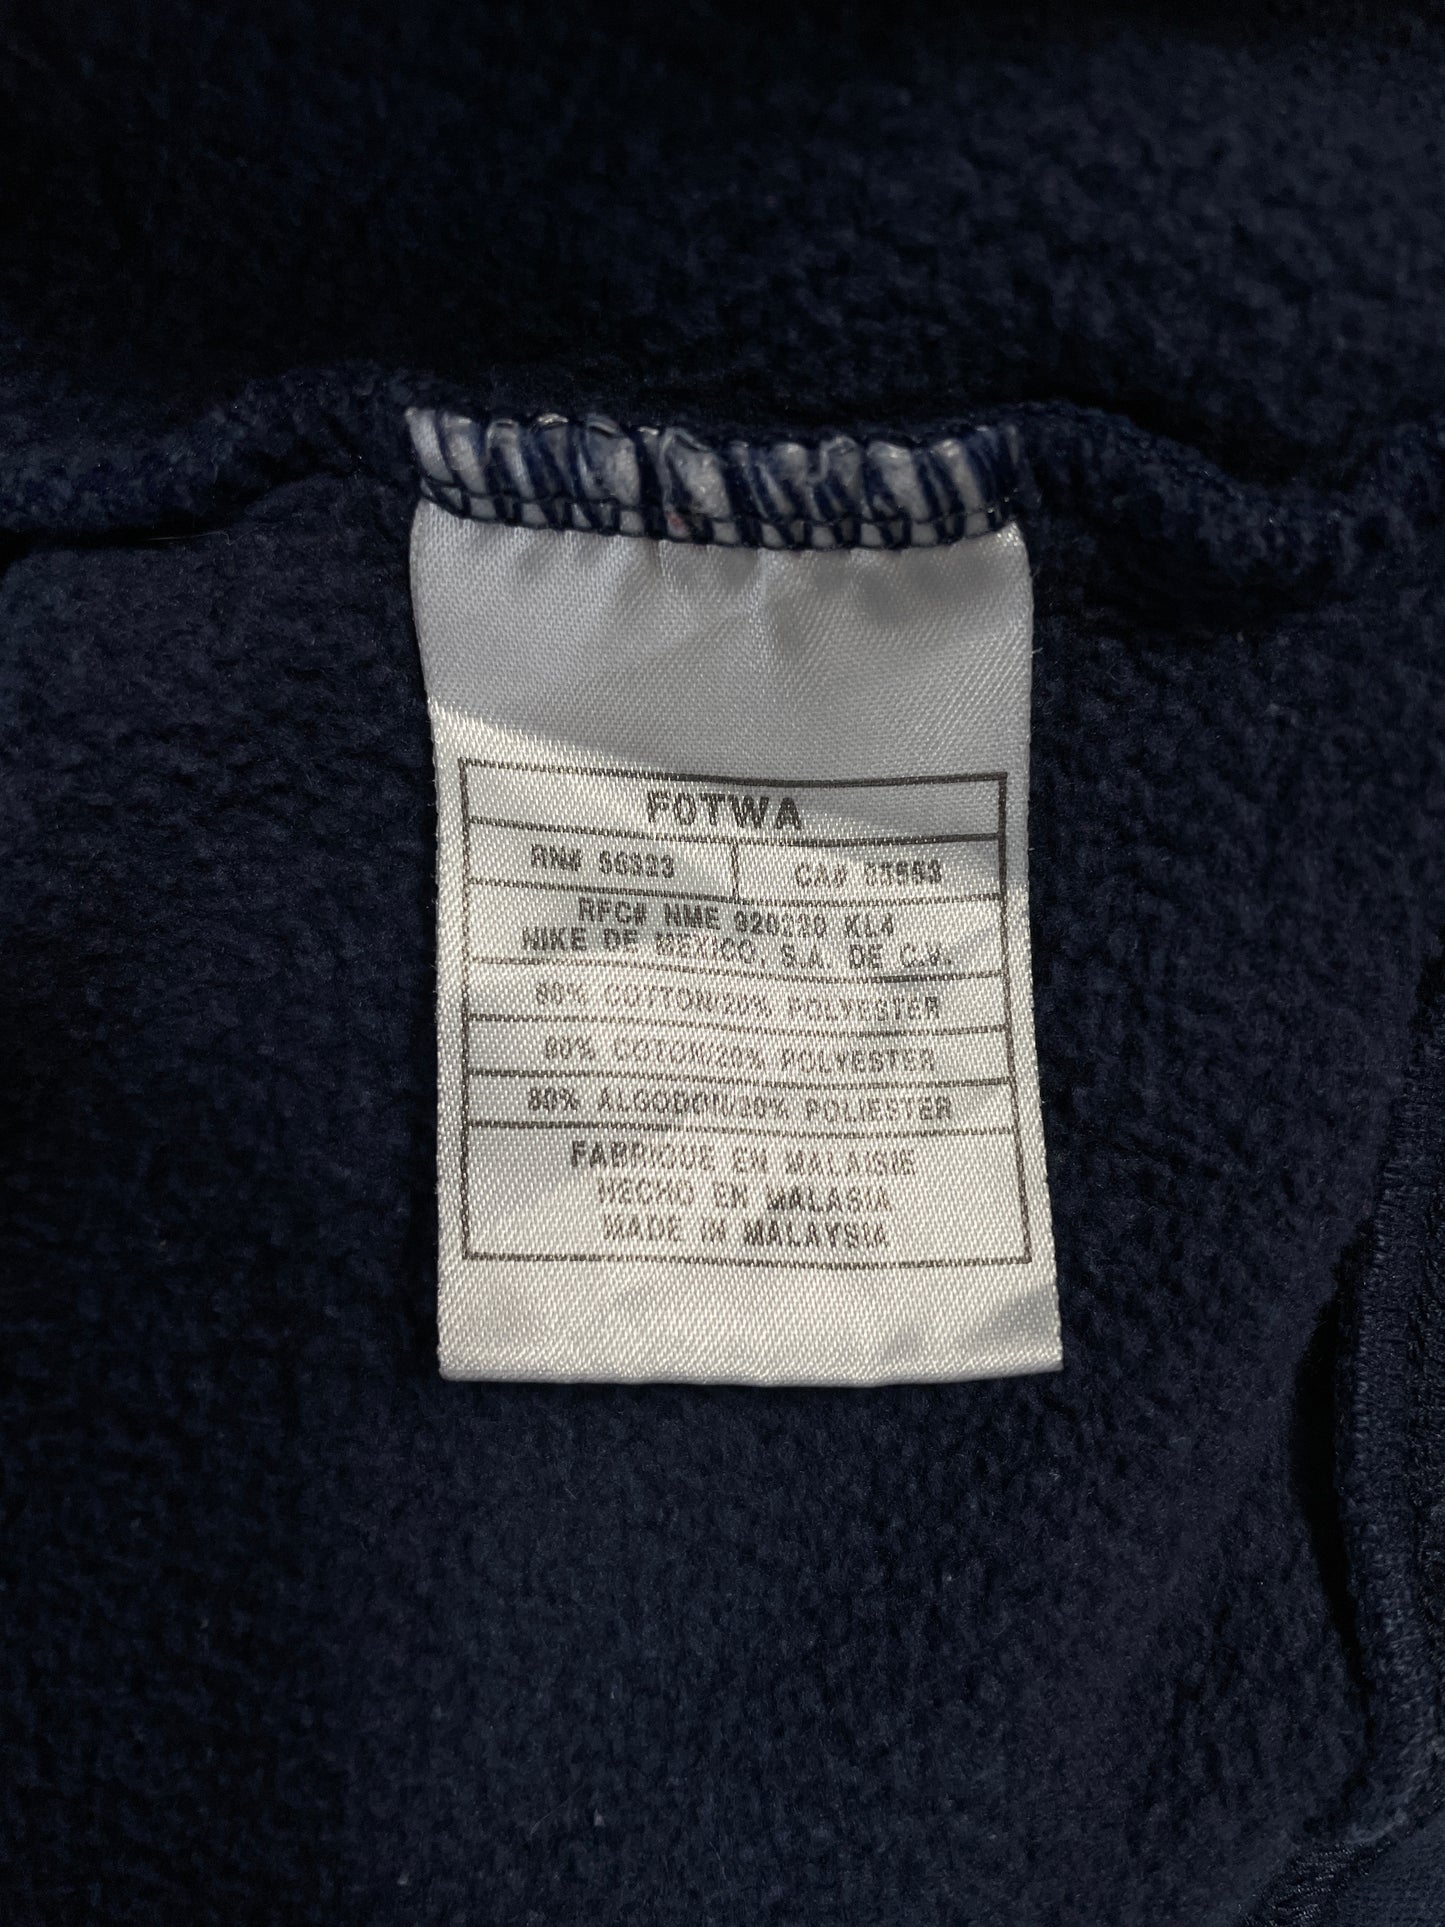 FOTWA
RN# 56323 CA# 05553
RFC# NME 920220 KL4
NIKE DE MEXICO, S.A. DE C.V.
80% COTTON/20% POLYESTER
80% COTON/20% POLYESTER
80% ALGODON/20% POLIESTER
FABRIQUE EN MALAISIE
HECHO EN MALASIA
MADE IN MALAYSIA